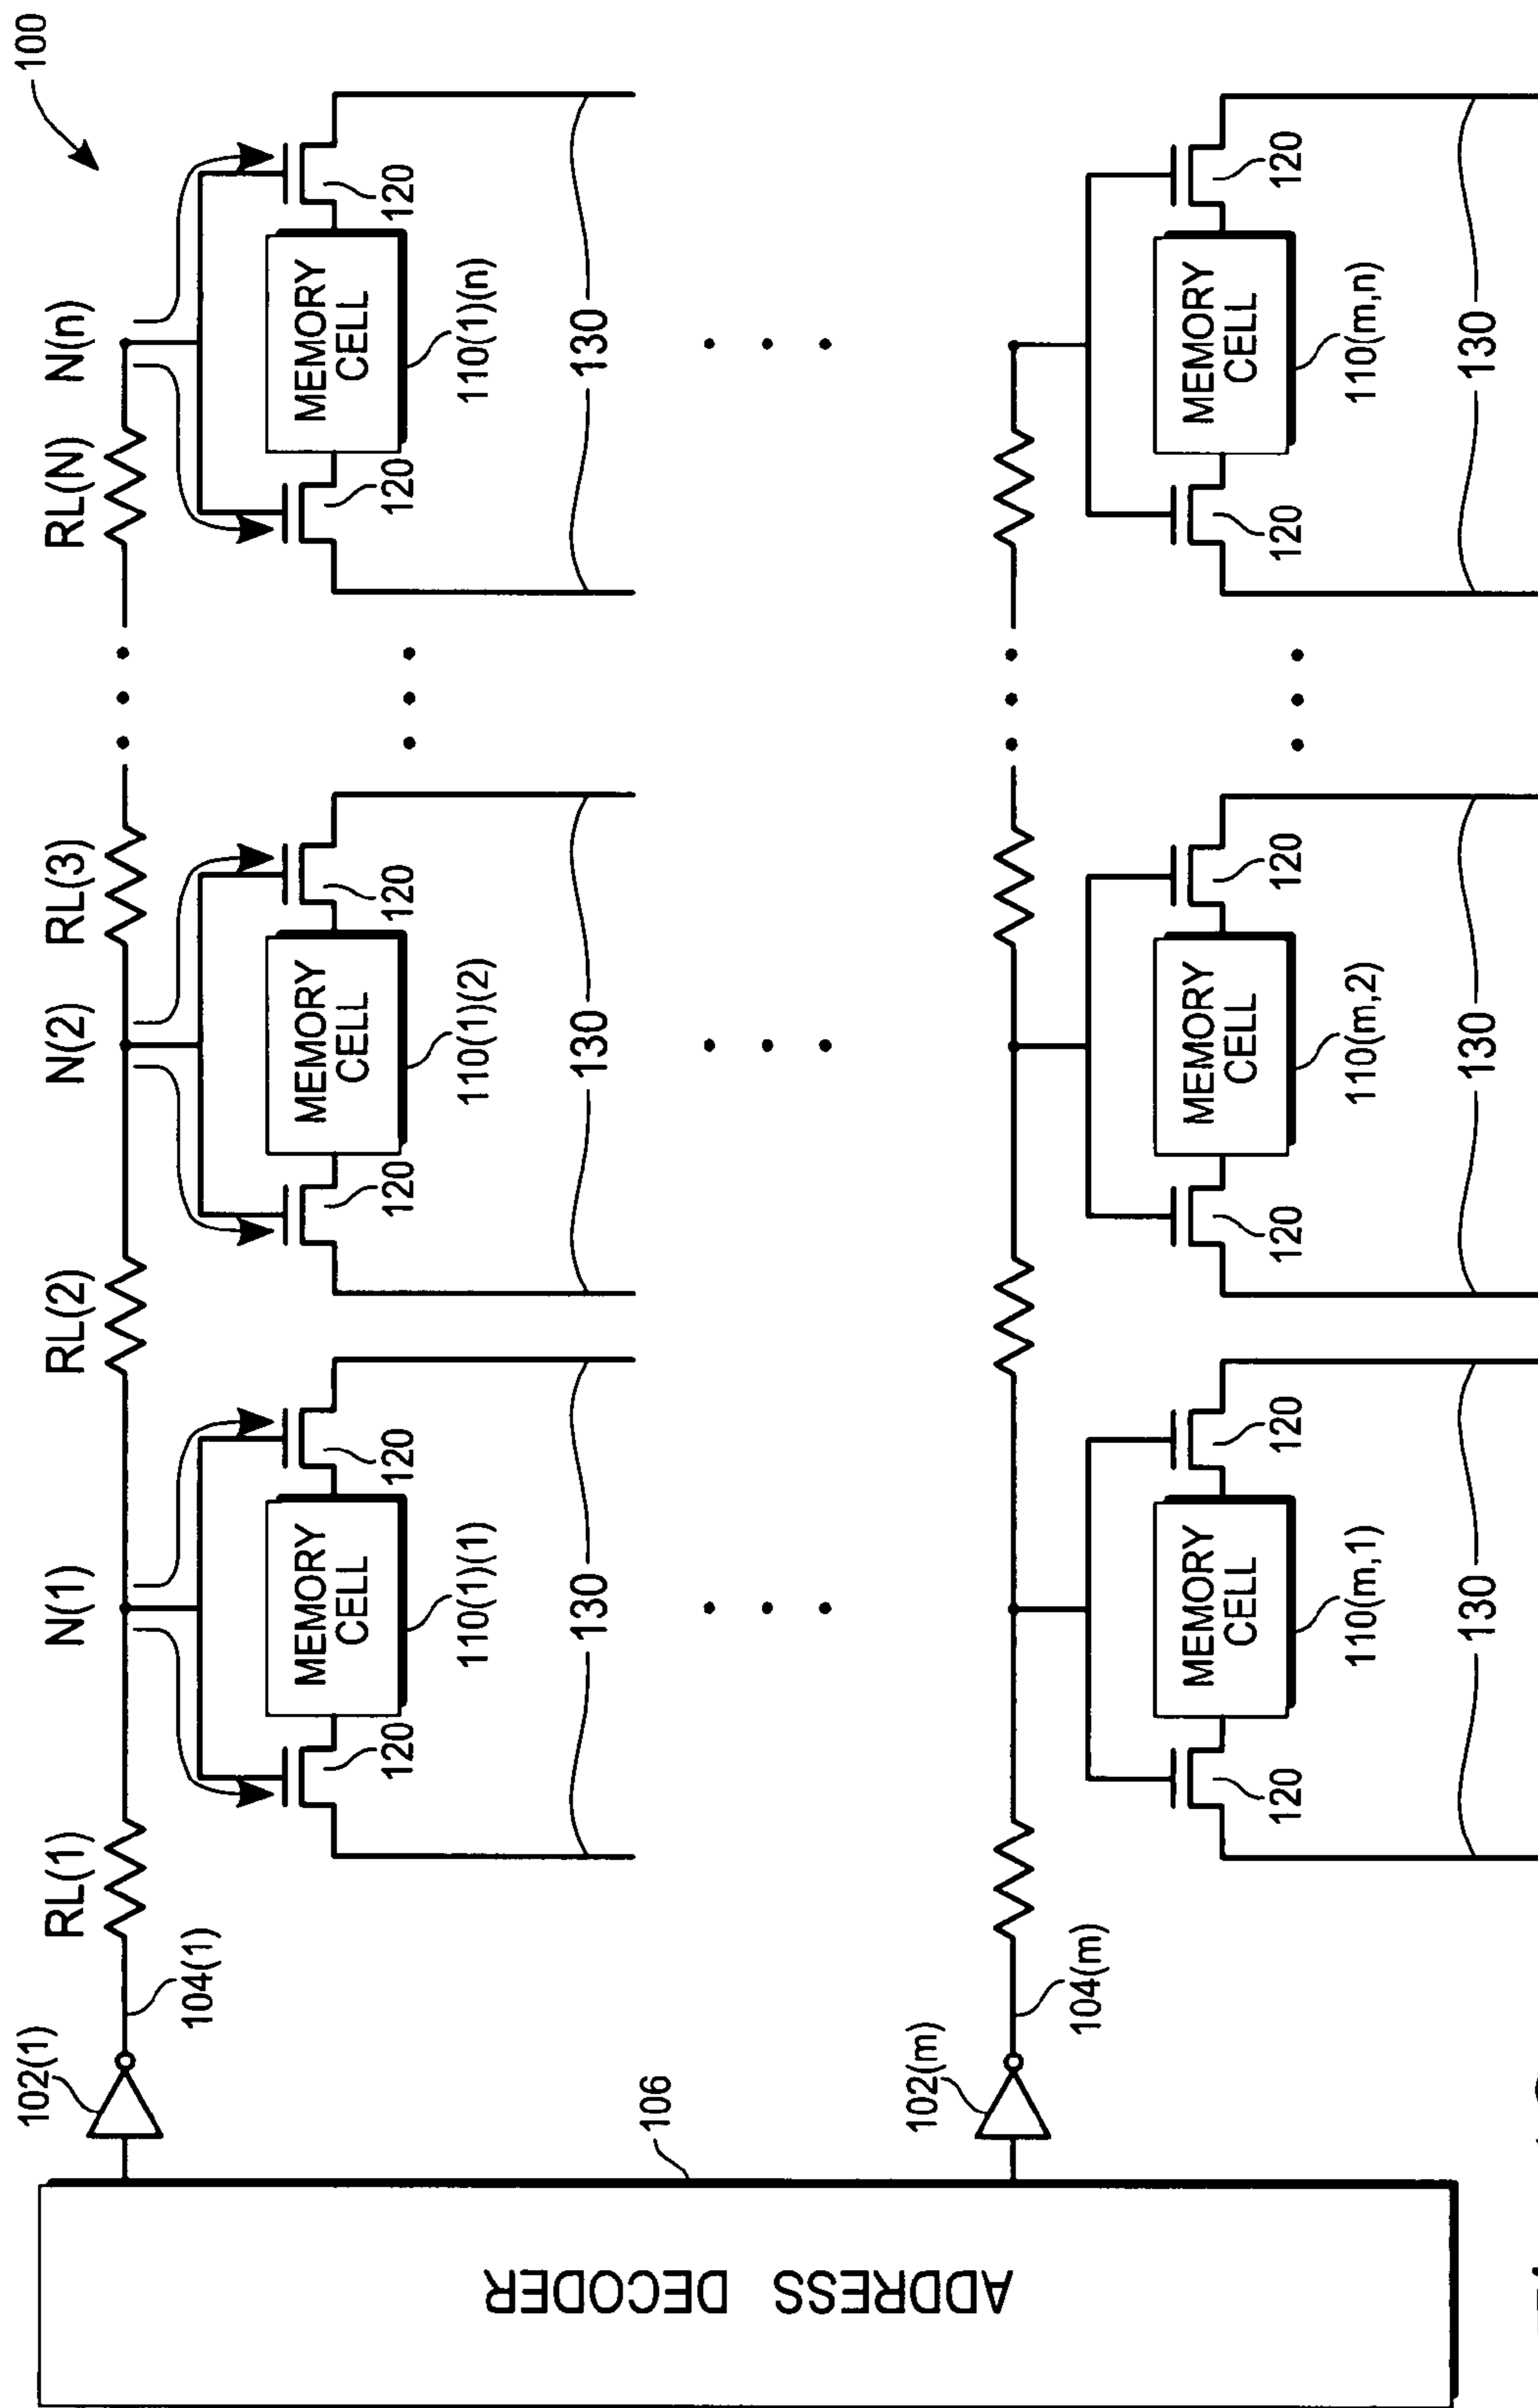 100
102(1)
RL(1) N(1) RL(2) N(2) RL(3) RL(N) N(n)
104(1)
MEMORY MEMORY MEMORY
CELL CELL CELL
120 120 120 120 120 120
110(1)(1) 110(1)(2) 110(1)(n)
130 130 130
106
ADDRESS DECODER
102(m)
104(m)
MEMORY MEMORY MEMORY
CELL CELL CELL
120 120 120 120 120 120
110(m,1) 110(m,2) 110(m,n)
130 130 130